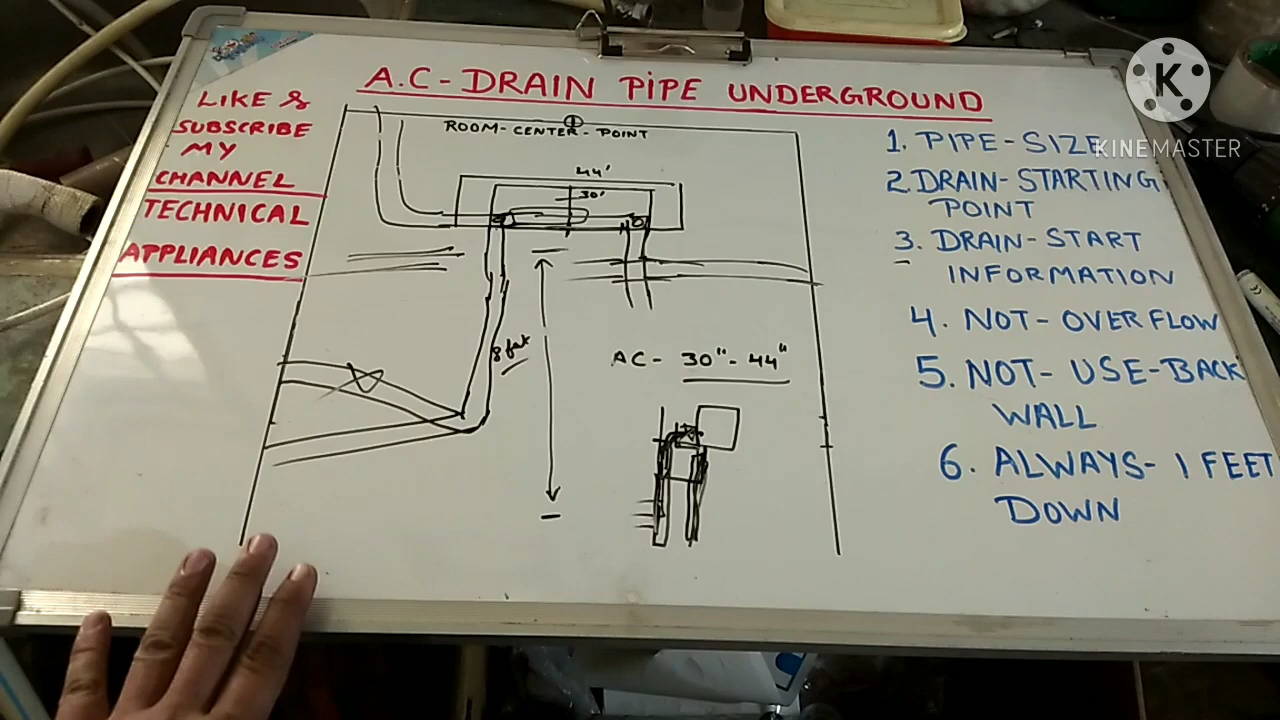 A.C-DRAIN PIPE UNDERGROUND
LIKE &
SUBSCRIBE
MY
CHANNEL
TECHNICAL
APPLIANCES
1
ROOM-CENTER-POINT
44'
30'
8 feet
AC- 30"-44"
1. PIPE-SIZE
2. DRAIN-STARTING
POINT
3. DRAIN-START
INFORMATION
4. NOT-OVERFLOW
5. NOT-USE-BACK
WALL
6. ALWAYS-1 FEET
DOWN
K
KINEMASTER